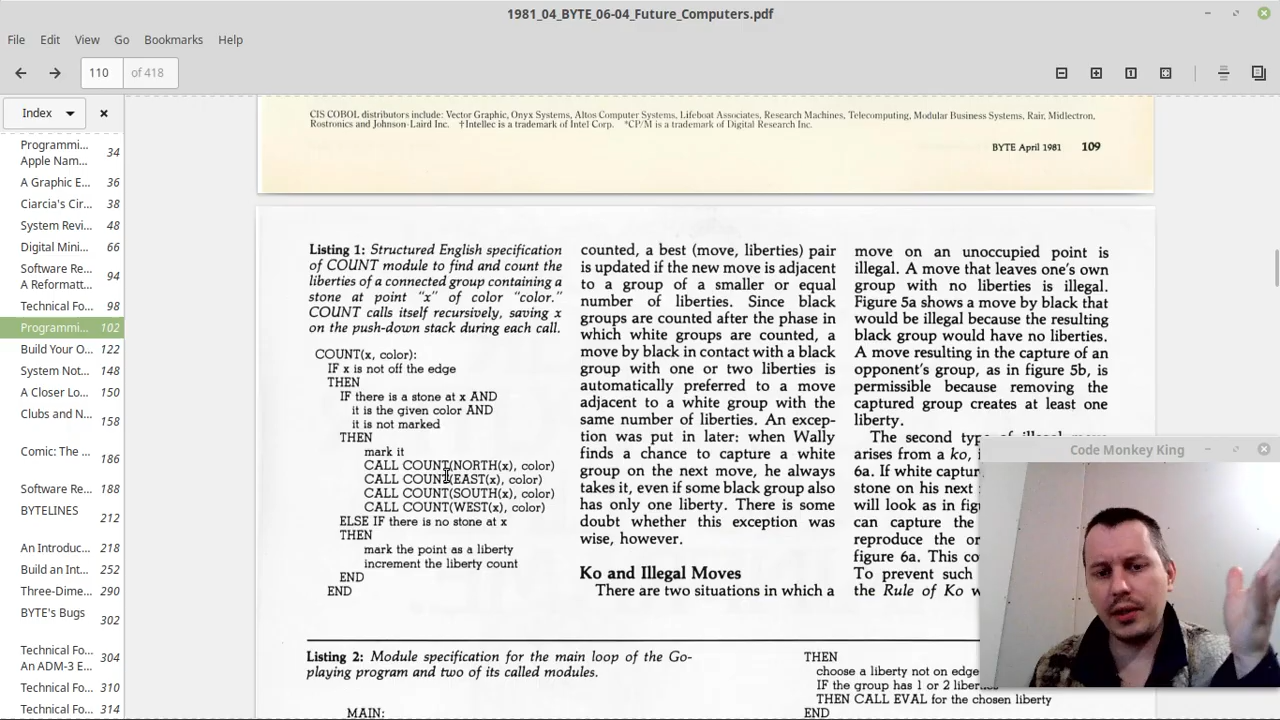 1981_04_BYTE_06-04_Future_Computers.pdf
File Edit View Go Bookmarks Help
110 of 418
Index
Programmi...
Apple Nam... 34
A Graphic E... 36
Ciarcia's Cir... 38
System Revi... 48
Digital Mini... 66
Software Re...
A Reformatt... 94
Technical Fo... 98
Programmi... 102
Build Your O... 122
System Not... 148
A Closer Lo... 150
Clubs and N... 158
Comic: The ... 186
Software Re... 188
BYTELINES 212
An Introduc... 218
Build an Int... 252
Three-Dime... 290
BYTE's Bugs 302
Technical Fo...
An ADM-3 E... 304
Technical Fo... 310
Technical Fo... 314
CIS COBOL distributors include: Vector Graphic, Onyx Systems, Altos Computer Systems, Lifeboat Associates, Research Machines, Telecomputing, Modular Business Systems, Rair, Midlectron,
Rostronics and Johnson-Laird Inc. †Intellec is a trademark of Intel Corp. *CP/M is a trademark of Digital Research Inc.
BYTE April 1981 109
Listing 1: Structured English specification
of COUNT module to find and count the
liberties of a connected group containing a
stone at point "x" of color "color."
COUNT calls itself recursively, saving x
on the push-down stack during each call.
COUNT(x, color):
IF x is not off the edge
THEN
IF there is a stone at x AND
it is the given color AND
it is not marked
THEN
mark it
CALL COUNT(NORTH(x), color)
CALL COUNT(EAST(x), color)
CALL COUNT(SOUTH(x), color)
CALL COUNT(WEST(x), color)
ELSE IF there is no stone at x
THEN
mark the point as a liberty
increment the liberty count
END
END
counted, a best (move, liberties) pair
is updated if the new move is adjacent
to a group of a smaller or equal
number of liberties. Since black
groups are counted after the phase in
which white groups are counted, a
move by black in contact with a black
group with one or two liberties is
automatically preferred to a move
adjacent to a white group with the
same number of liberties. An excep-
tion was put in later: when Wally
finds a chance to capture a white
group on the next move, he always
takes it, even if some black group also
has only one liberty. There is some
doubt whether this exception was
wise, however.
Ko and Illegal Moves
There are two situations in which a
move on an unoccupied point is
illegal. A move that leaves one's own
group with no liberties is illegal.
Figure 5a shows a move by black that
would be illegal because the resulting
black group would have no liberties.
A move resulting in the capture of an
opponent's group, as in figure 5b, is
permissible because removing the
captured group creates at least one
liberty.
The second type of illegal move
arises from a ko,
6a. If white captur
stone on his next
will look as in fig
can capture the
reproduce the or
figure 6a. This co
To prevent such
the Rule of Ko w
Code Monkey King
Listing 2: Module specification for the main loop of the Go-
playing program and two of its called modules.
MAIN:
THEN
choose a liberty not on edge
IF the group has 1 or 2 liber
THEN CALL EVAL for the chosen liberty
END